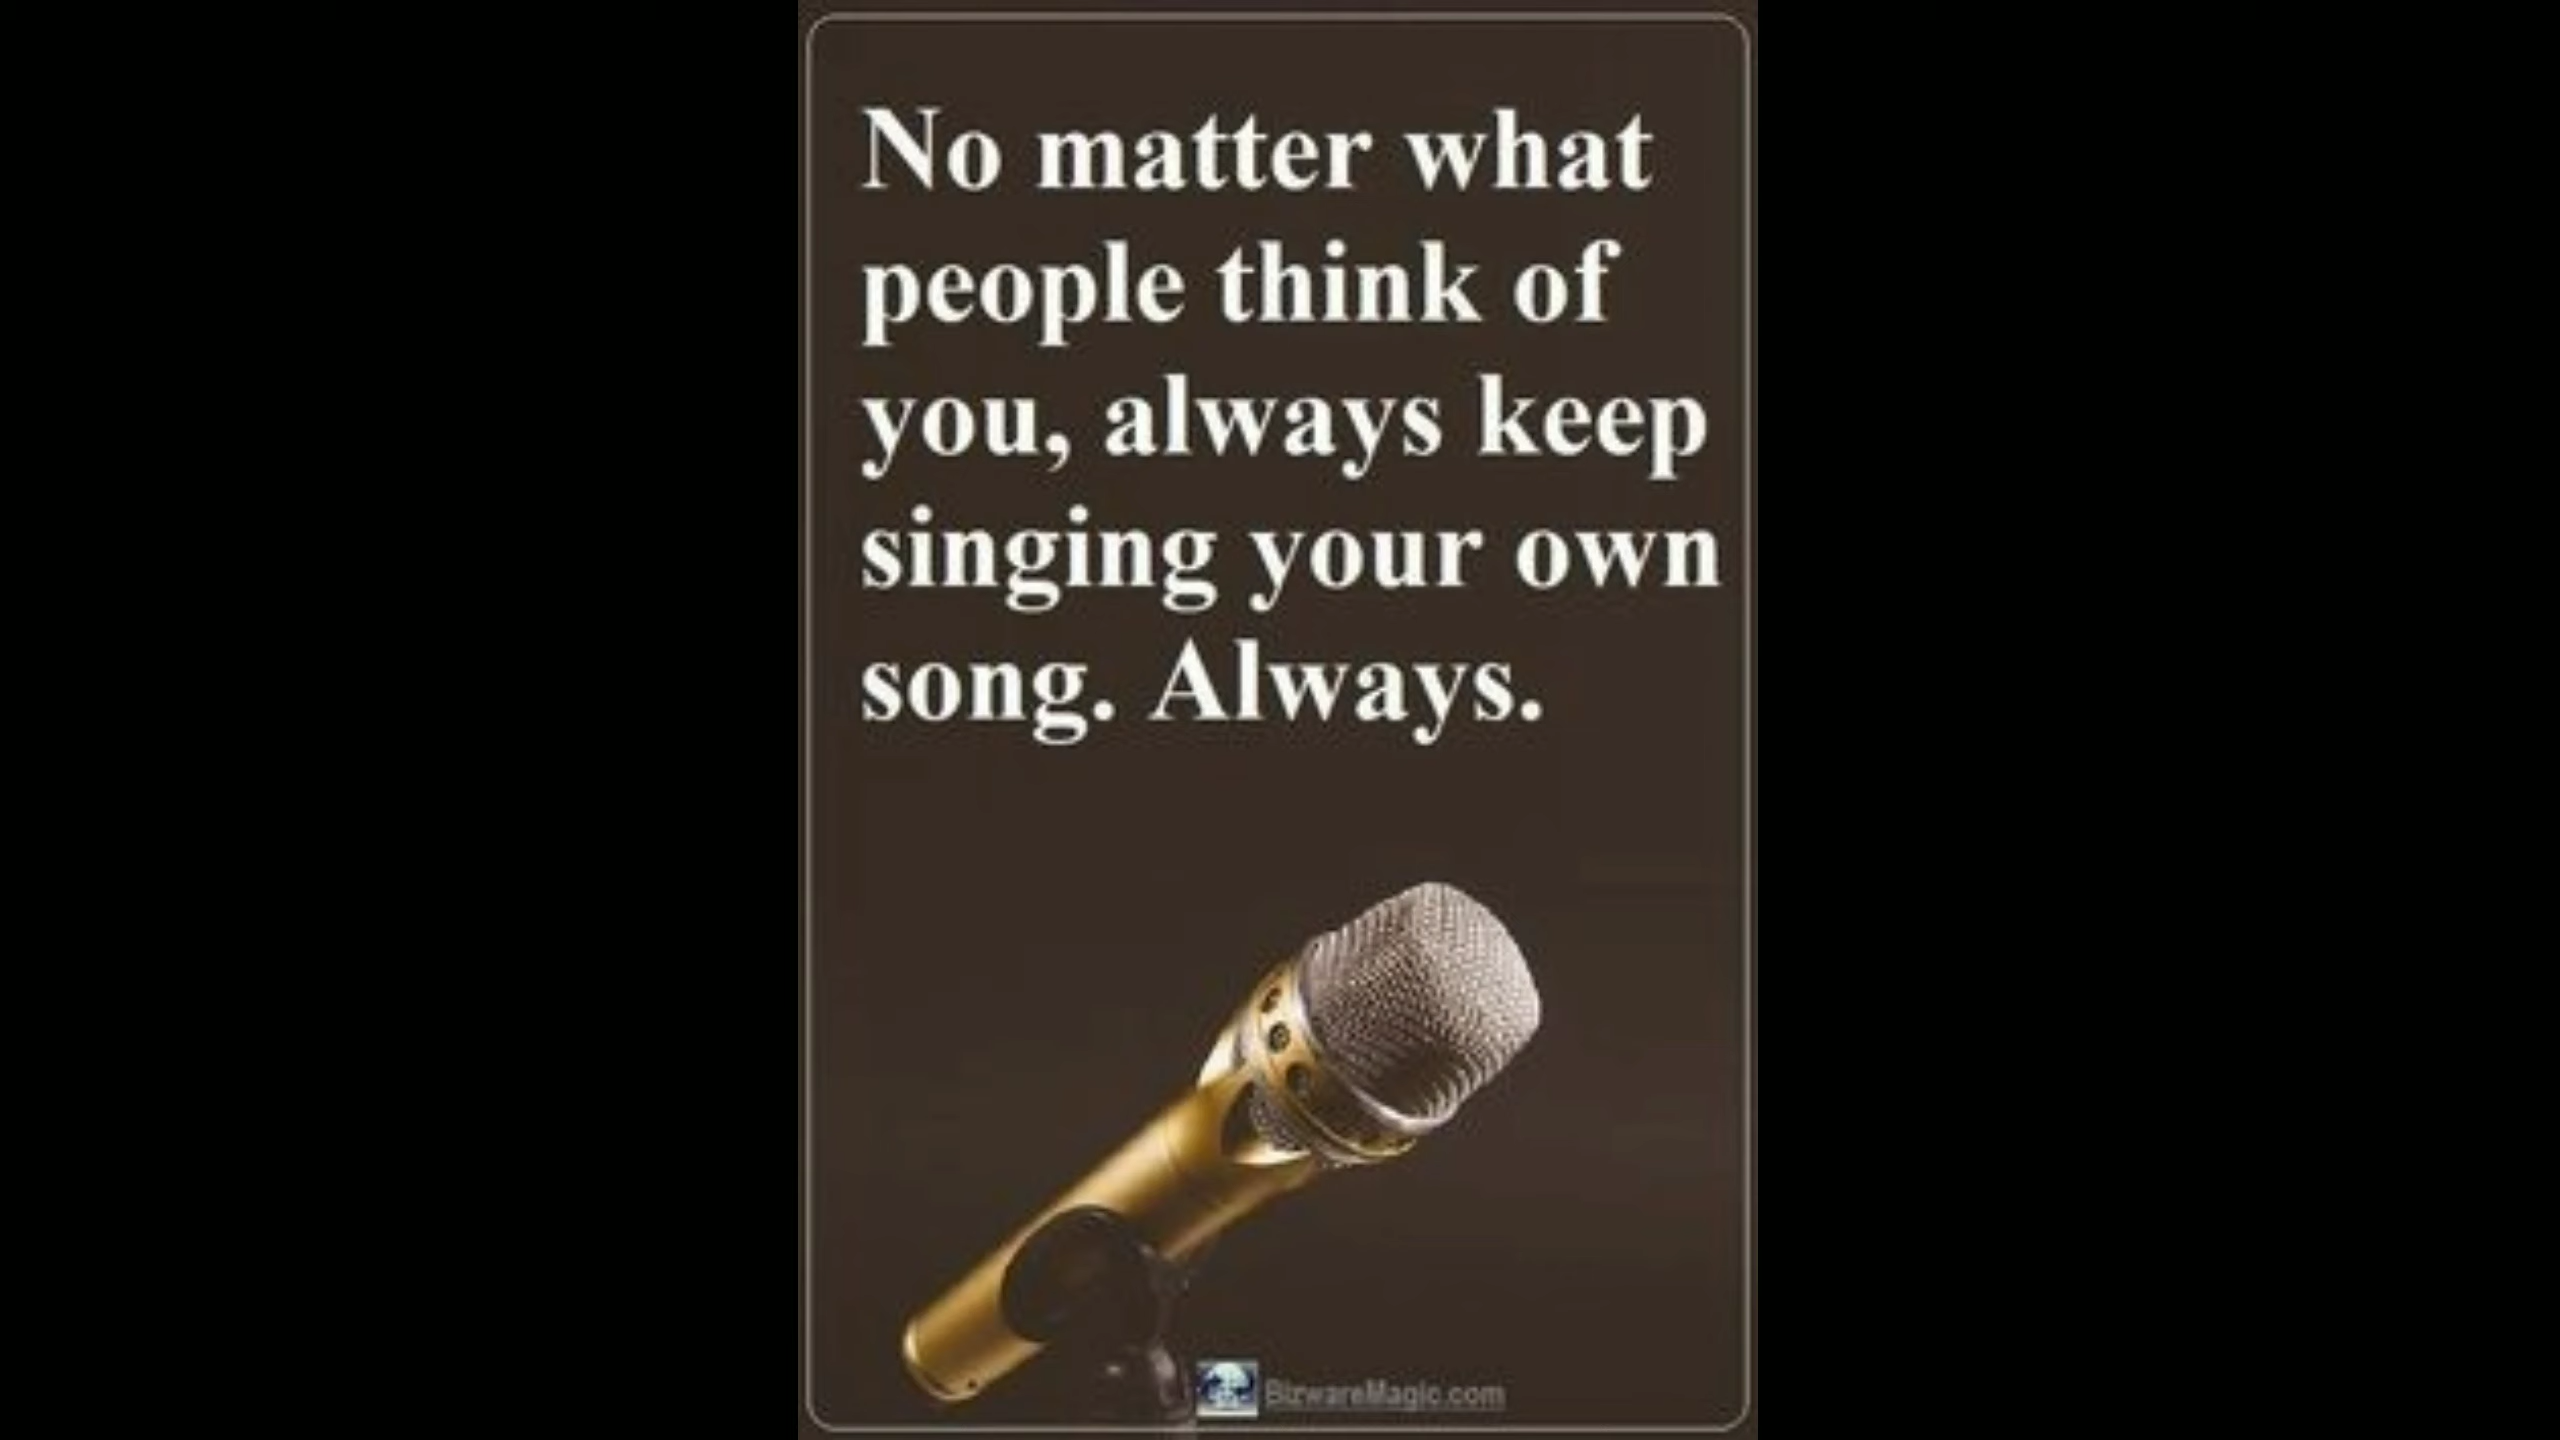 No matter what
people think of
you, always keep
singing your own
song. Always.
BizwareMagic.com